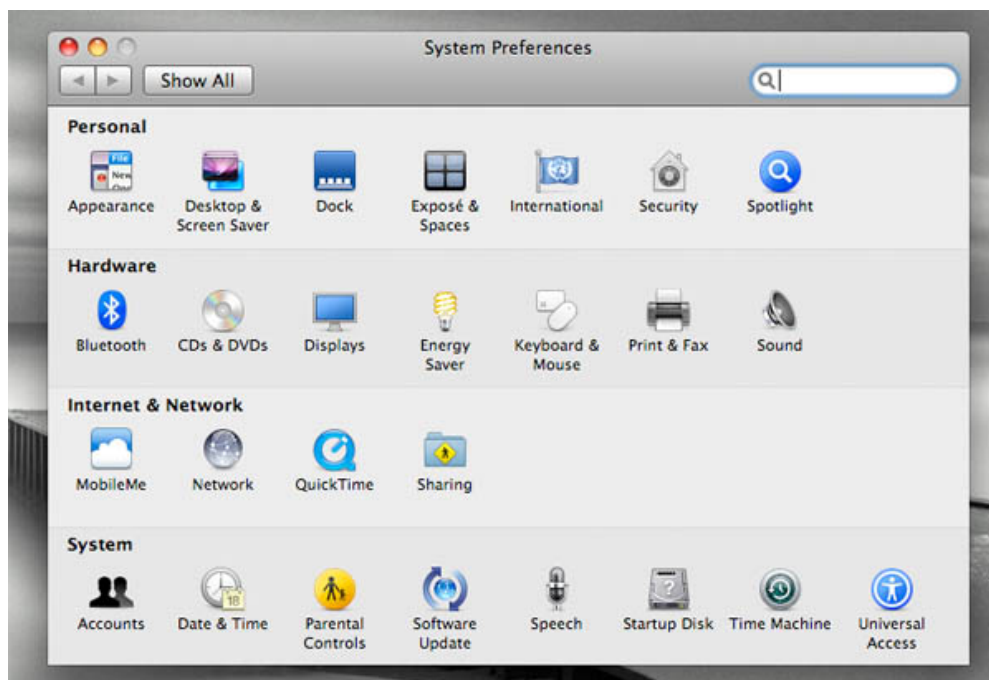 System Preferences
Show All
Personal
Appearance
Desktop & Screen Saver
Dock
Exposé & Spaces
International
Security
Spotlight
Hardware
Bluetooth
CDs & DVDs
Displays
Energy Saver
Keyboard & Mouse
Print & Fax
Sound
Internet & Network
MobileMe
Network
QuickTime
Sharing
System
Accounts
Date & Time
Parental Controls
Software Update
Speech
Startup Disk
Time Machine
Universal Access